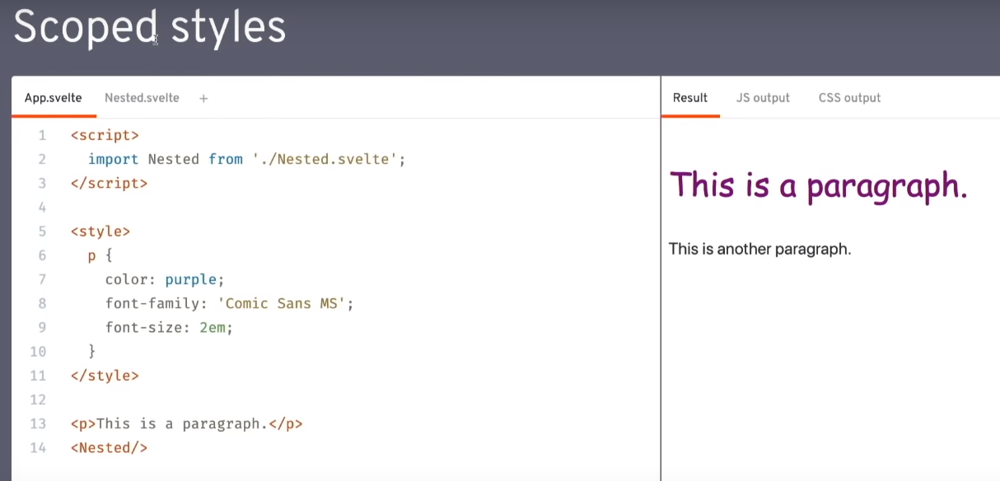 Scoped styles
App.svelte Nested.svelte +
1 <script>
2 import Nested from './Nested.svelte';
3 </script>
4
5 <style>
6 p {
7 color: purple;
8 font-family: 'Comic Sans MS';
9 font-size: 2em;
10 }
11 </style>
12
13 <p>This is a paragraph.</p>
14 <Nested/>
Result JS output CSS output
This is a paragraph.
This is another paragraph.